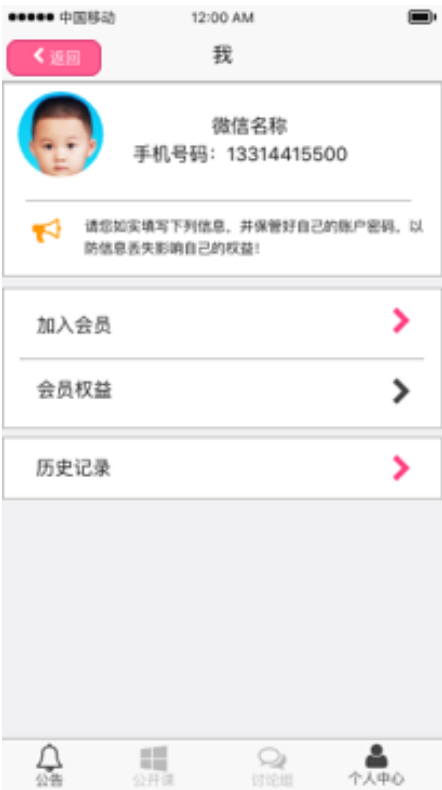 中国移动 12:00 AM
返回 我
微信名称
手机号码：13314415500
请您如实填写下列信息，并保管好自己的账户密码，以
防信息丢失影响自己的权益！
加入会员
会员权益
历史记录
公告 公开课 讨论组 个人中心